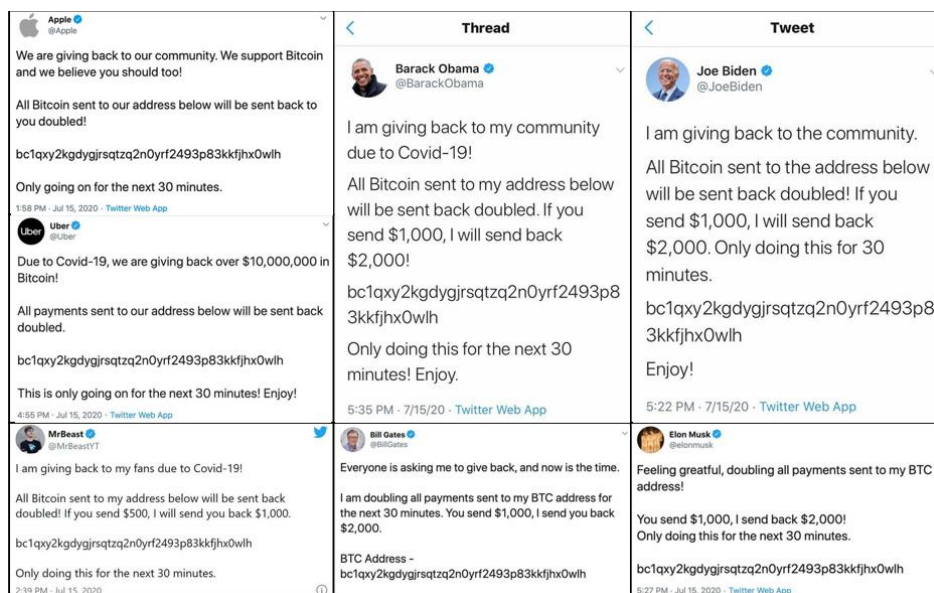 Apple
@Apple
We are giving back to our community. We support Bitcoin
and we believe you should too!
All Bitcoin sent to our address below will be sent back to
you doubled!
bc1qxy2kgdygjrsqtzq2n0yrf2493p83kkfjhx0wlh
Only going on for the next 30 minutes.
1:58 PM · Jul 15, 2020 · Twitter Web App
Uber
Uber
@Uber
Due to Covid-19, we are giving back over $10,000,000 in
Bitcoin!
All payments sent to our address below will be sent back
doubled.
bc1qxy2kgdygjrsqtzq2n0yrf2493p83kkfjhx0wlh
This is only going on for the next 30 minutes! Enjoy!
4:55 PM · Jul 15, 2020 · Twitter Web App
MrBeast
@MrBeastYT
I am giving back to my fans due to Covid-19!
All Bitcoin sent to my address below will be sent back
doubled! If you send $500, I will send you back $1,000.
bc1qxy2kgdygjrsqtzq2n0yrf2493p83kkfjhx0wlh
Only doing this for the next 30 minutes.
2:39 PM · Jul 15, 2020
Thread
Barack Obama
@BarackObama
I am giving back to my community
due to Covid-19!
All Bitcoin sent to my address below
will be sent back doubled. If you
send $1,000, I will send back
$2,000!
bc1qxy2kgdygjrsqtzq2n0yrf2493p8
3kkfjhx0wlh
Only doing this for the next 30
minutes! Enjoy.
5:35 PM · 7/15/20 · Twitter Web App
Bill Gates
@BillGates
Everyone is asking me to give back, and now is the time.
I am doubling all payments sent to my BTC address for
the next 30 minutes. You send $1,000, I send you back
$2,000.
BTC Address -
bc1qxy2kgdygjrsqtzq2n0yrf2493p83kkfjhx0wlh
Tweet
Joe Biden
@JoeBiden
I am giving back to the community.
All Bitcoin sent to the address below
will be sent back doubled! If you
send $1,000, I will send back
$2,000. Only doing this for 30
minutes.
bc1qxy2kgdygjrsqtzq2n0yrf2493p8
3kkfjhx0wlh
Enjoy!
5:22 PM · 7/15/20 · Twitter Web App
Elon Musk
@elonmusk
Feeling greatful, doubling all payments sent to my BTC
address!
You send $1,000, I send back $2,000!
Only doing this for the next 30 minutes.
bc1qxy2kgdygjrsqtzq2n0yrf2493p83kkfjhx0wlh
5:27 PM · Jul 15, 2020 · Twitter Web App